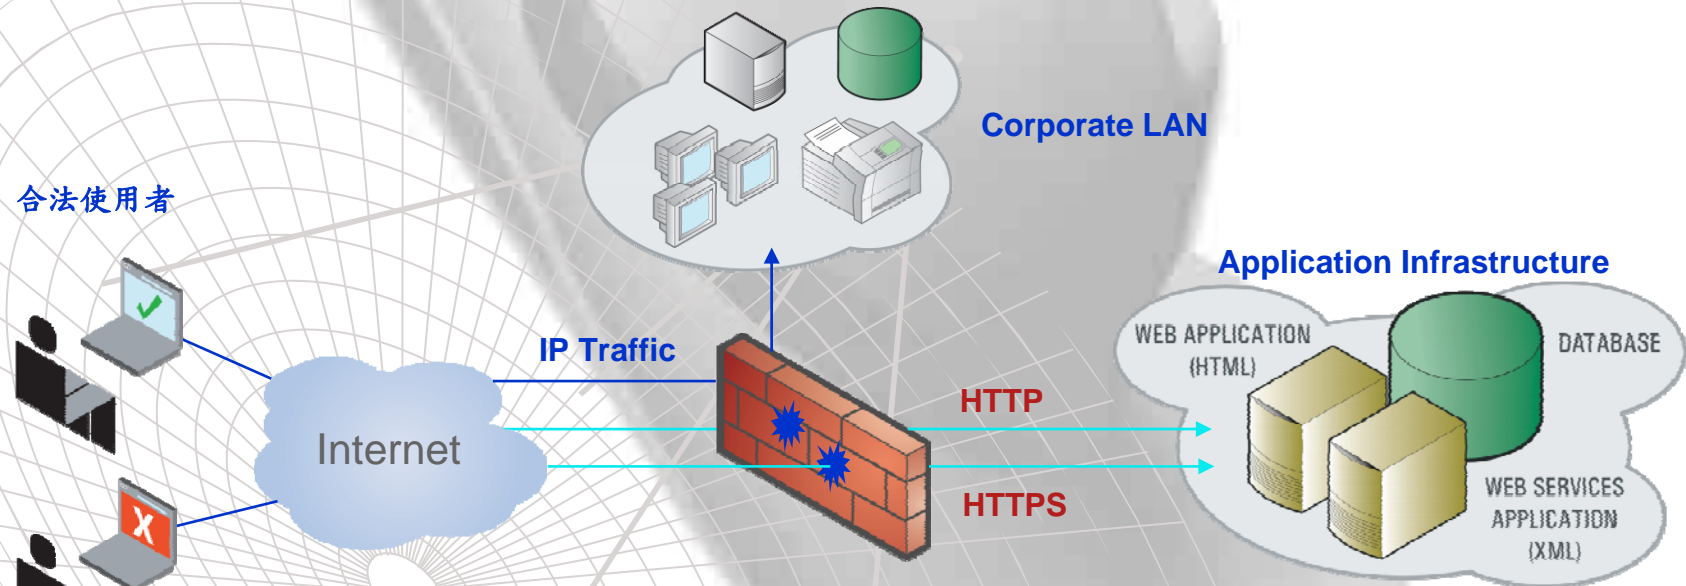 Corporate LAN
合法使用者
Application Infrastructure
WEB APPLICATION
(HTML)
DATABASE
IP Traffic
HTTP
Internet
HTTPS
WEB SERVICES
APPLICATION
(XML)
X